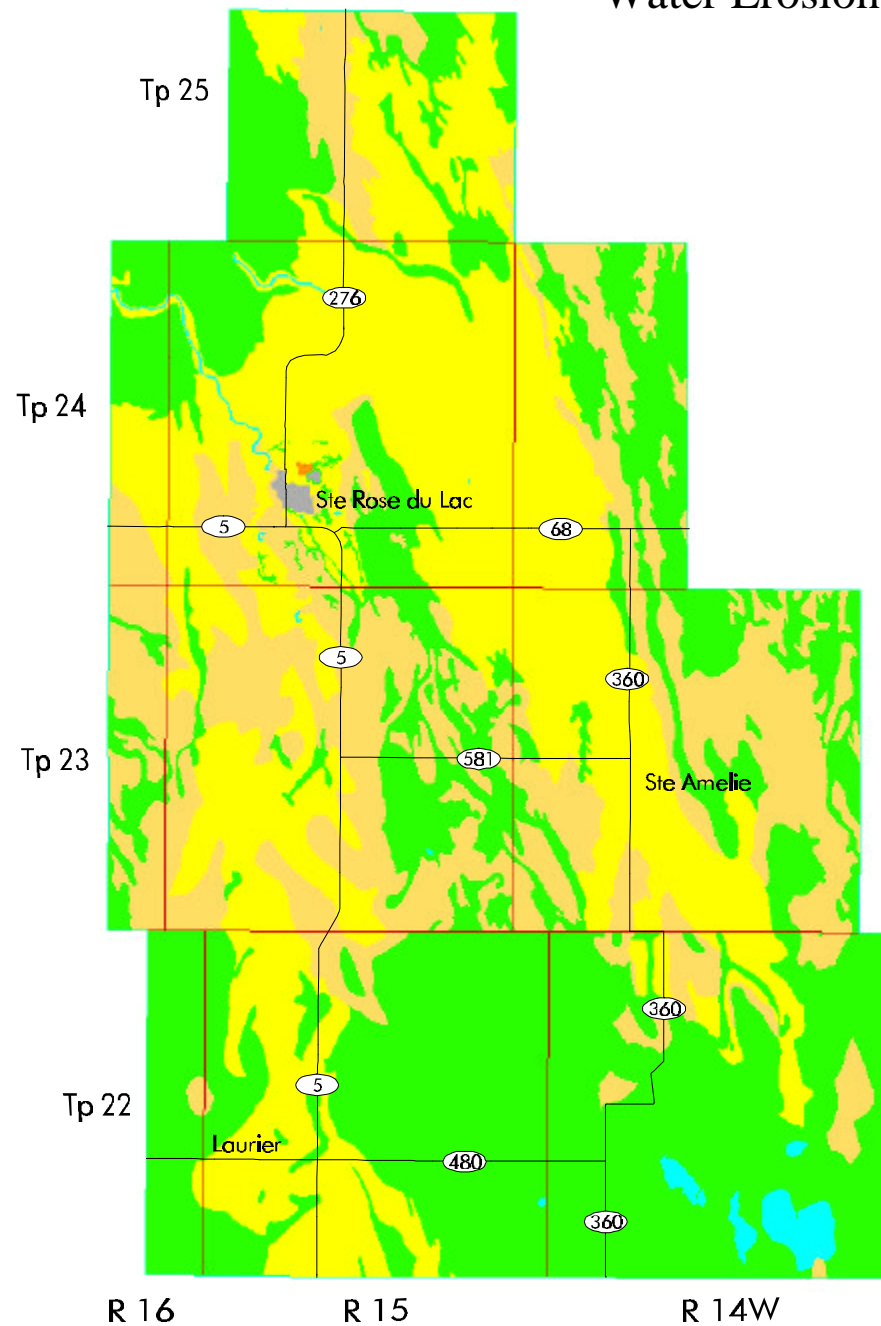 Water Erosion
Tp 25
276
Tp 24
Ste Rose du Lac
5
68
5
360
Tp 23
581
Ste Amelie
360
5
Tp 22
Laurier
480
360
R 16
R 15
R 14W